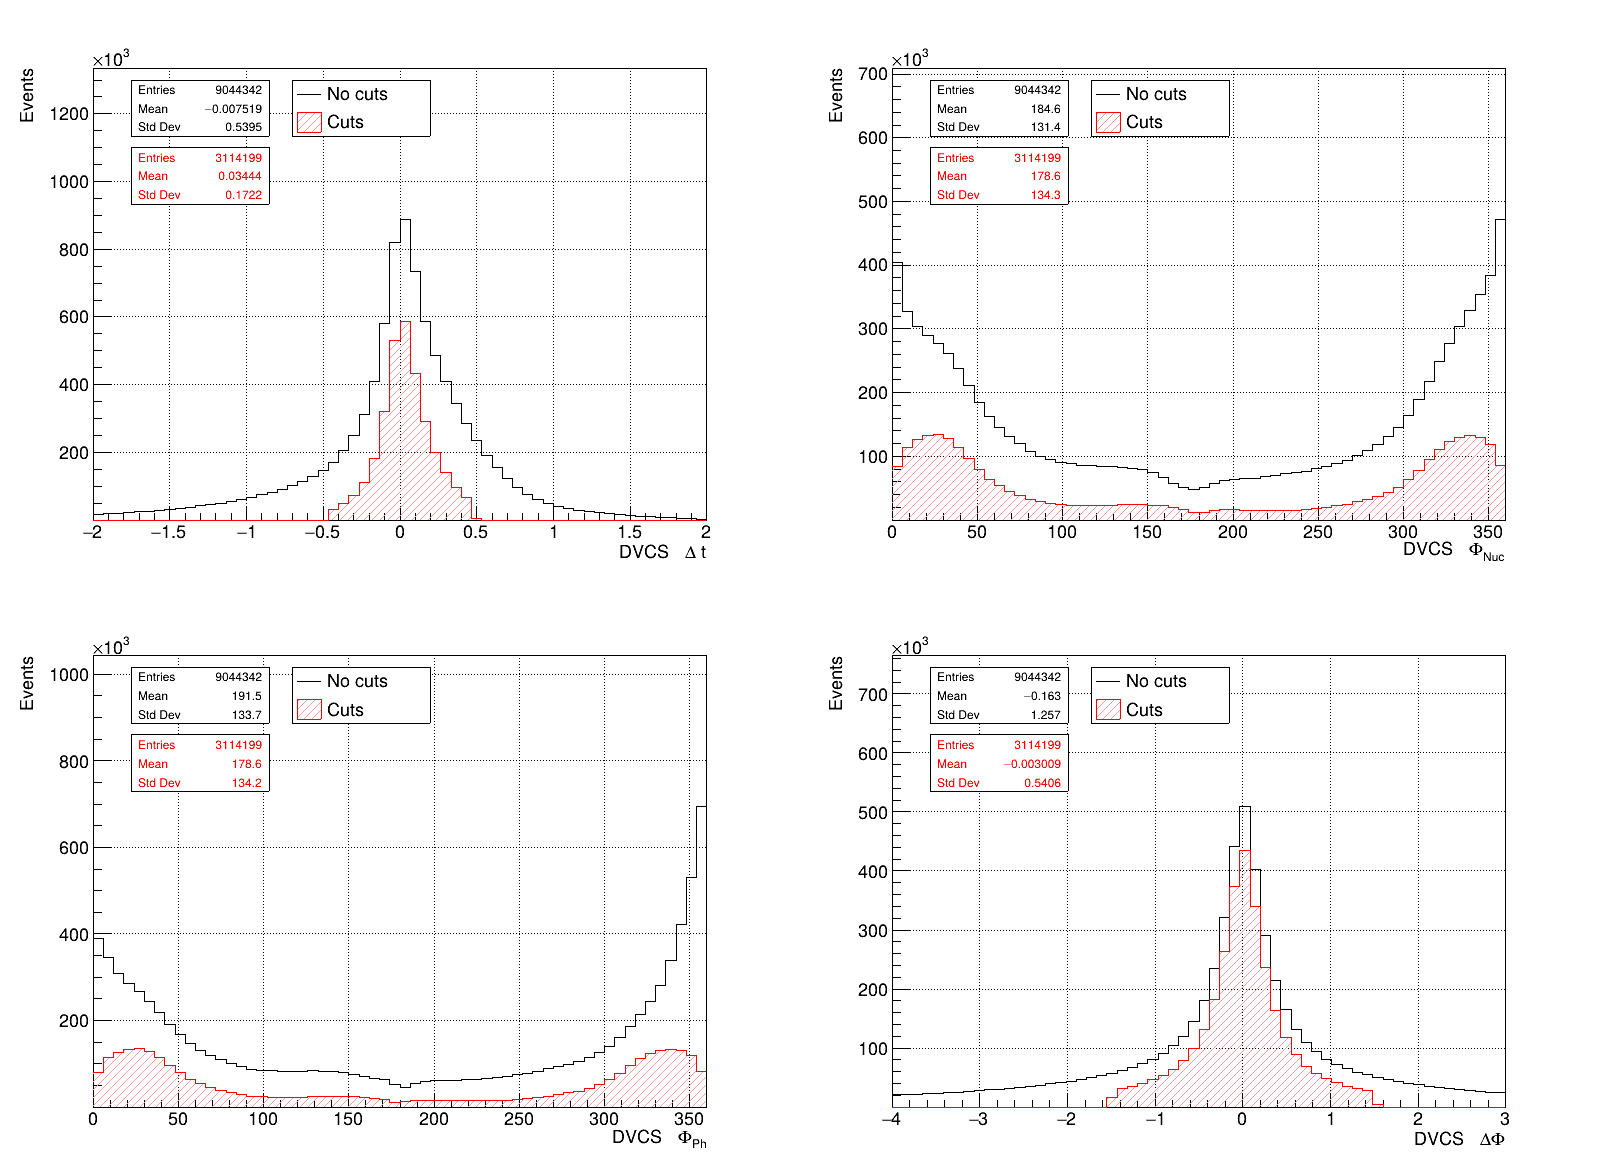 ×10³
Events
1200
1000
800
600
400
200
Entries 9044342
Mean −0.007519
Std Dev 0.5395
Entries 3114199
Mean 0.03444
Std Dev 0.1722
No cuts
Cuts
−2 −1.5 −1 −0.5 0 0.5 1 1.5 2
DVCS Δ t
×10³
Events
700
600
500
400
300
200
100
Entries 9044342
Mean 184.6
Std Dev 131.4
Entries 3114199
Mean 178.6
Std Dev 134.3
No cuts
Cuts
0 50 100 150 200 250 300 350
DVCS Φ_Nuc
×10³
Events
1000
800
600
400
200
Entries 9044342
Mean 191.5
Std Dev 133.7
Entries 3114199
Mean 178.6
Std Dev 134.2
No cuts
Cuts
0 50 100 150 200 250 300 350
DVCS Φ_Ph
×10³
Events
700
600
500
400
300
200
100
Entries 9044342
Mean −0.163
Std Dev 1.257
Entries 3114199
Mean −0.003009
Std Dev 0.5406
No cuts
Cuts
−4 −3 −2 −1 0 1 2 3
DVCS ΔΦ